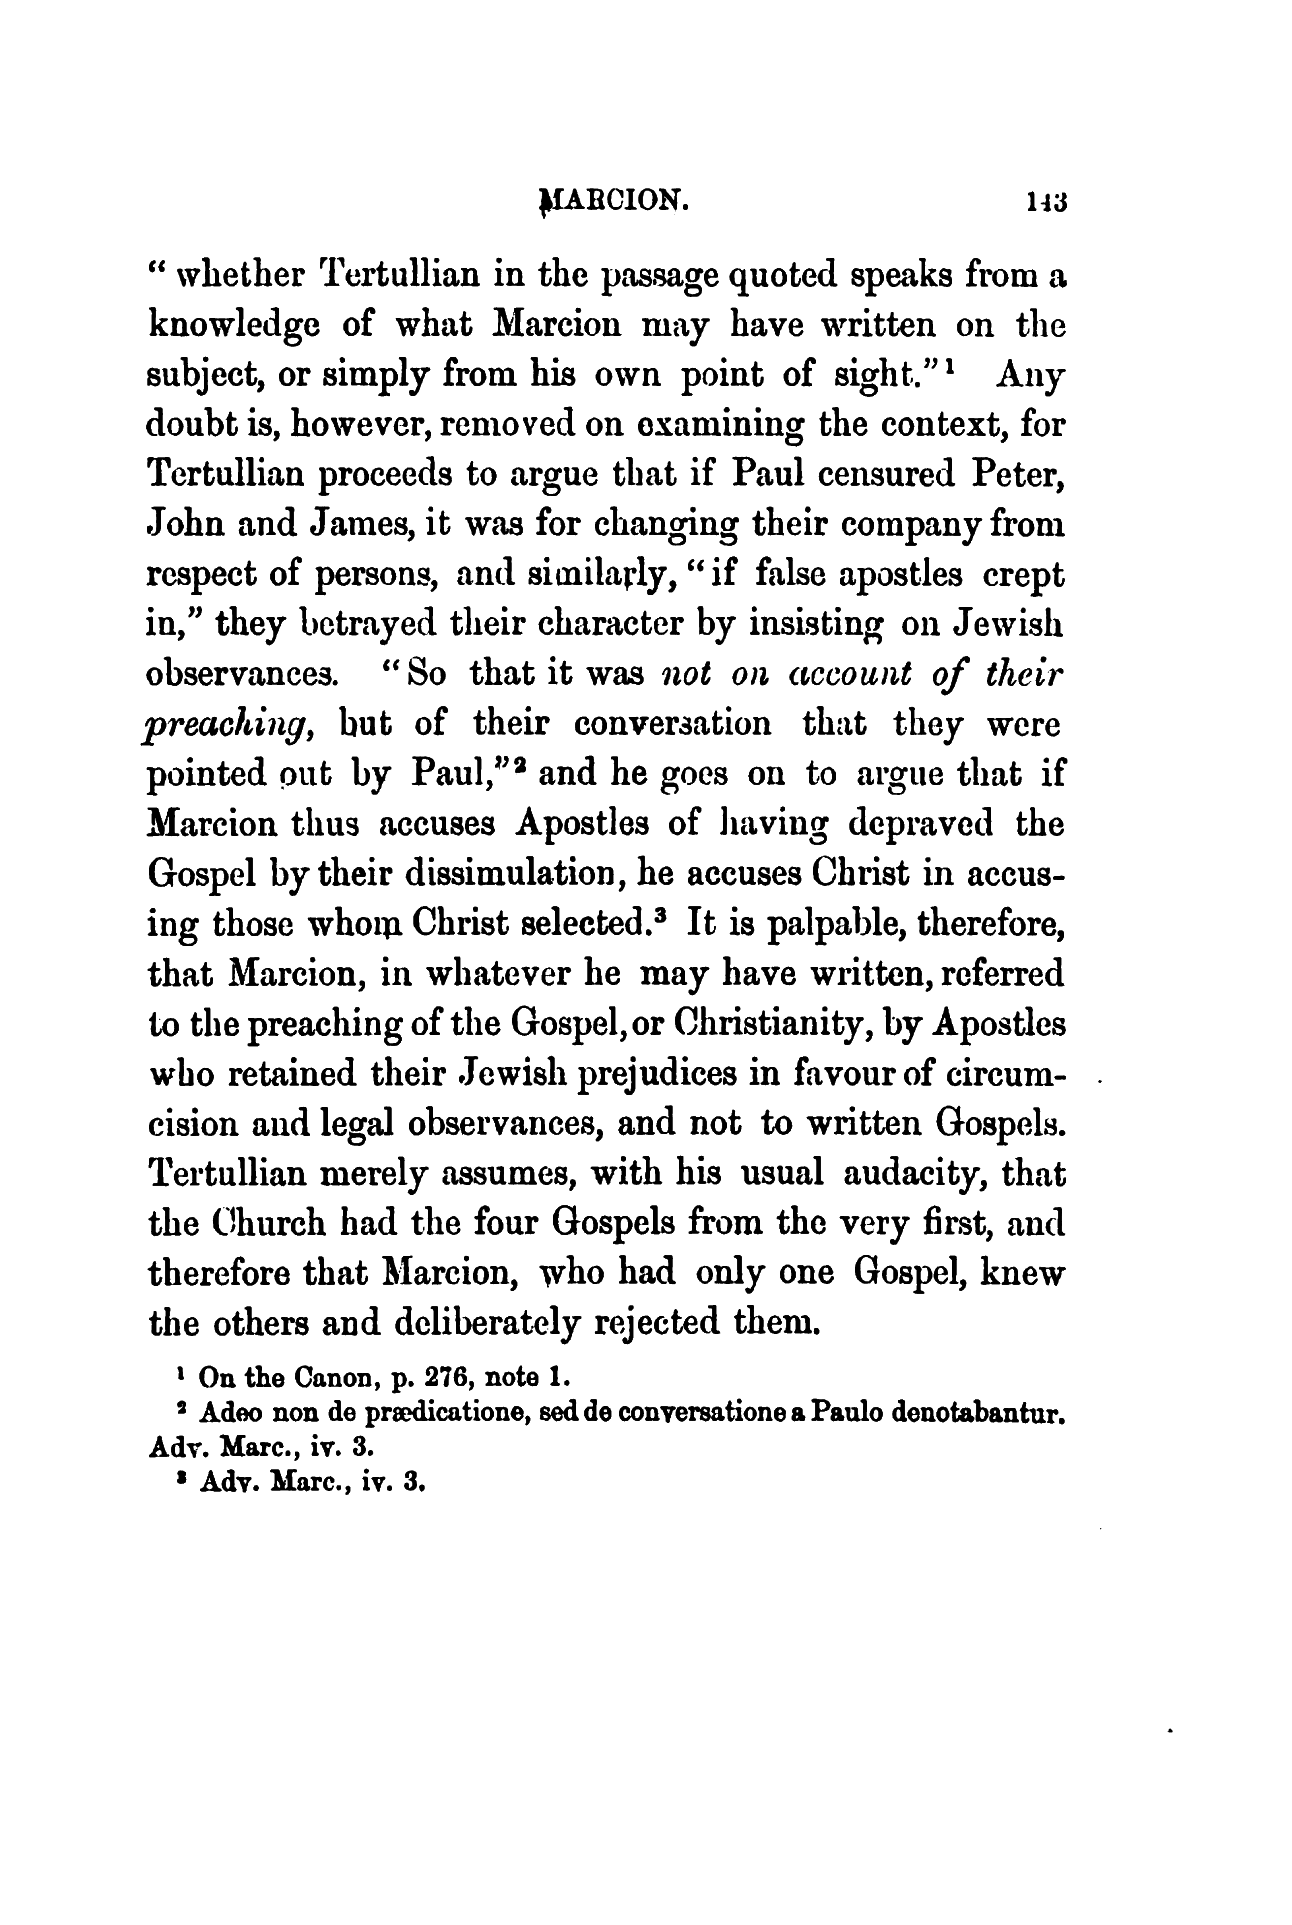 MARCION. 143
“ whether Tertullian in the passage quoted speaks from a
knowledge of what Marcion may have written on the
subject, or simply from his own point of sight.”¹ Any
doubt is, however, removed on examining the context, for
Tertullian proceeds to argue that if Paul censured Peter,
John and James, it was for changing their company from
respect of persons, and similarly, “ if false apostles crept
in,” they betrayed their character by insisting on Jewish
observances. “ So that it was not on account of their
preaching, but of their conversation that they were
pointed out by Paul,”² and he goes on to argue that if
Marcion thus accuses Apostles of having depraved the
Gospel by their dissimulation, he accuses Christ in accus-
ing those whom Christ selected.³ It is palpable, therefore,
that Marcion, in whatever he may have written, referred
to the preaching of the Gospel, or Christianity, by Apostles
who retained their Jewish prejudices in favour of circum-
cision and legal observances, and not to written Gospels.
Tertullian merely assumes, with his usual audacity, that
the Church had the four Gospels from the very first, and
therefore that Marcion, who had only one Gospel, knew
the others and deliberately rejected them.
¹ On the Canon, p. 276, note 1.
² Adeo non de prædicatione, sed de conversatione a Paulo denotabantur.
Adv. Marc., iv. 3.
³ Adv. Marc., iv. 3.